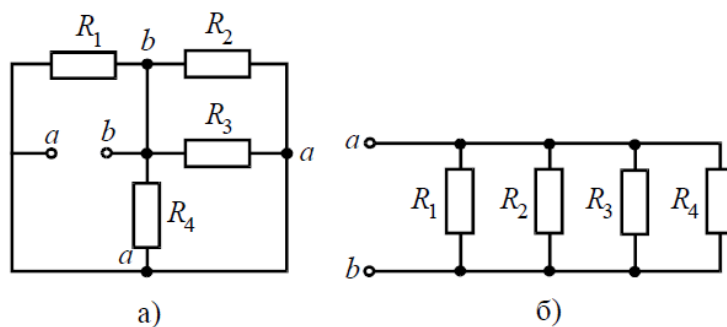 R1 b R2
a b R3 a
R4
a
а)
a
R1 R2 R3 R4
b
б)